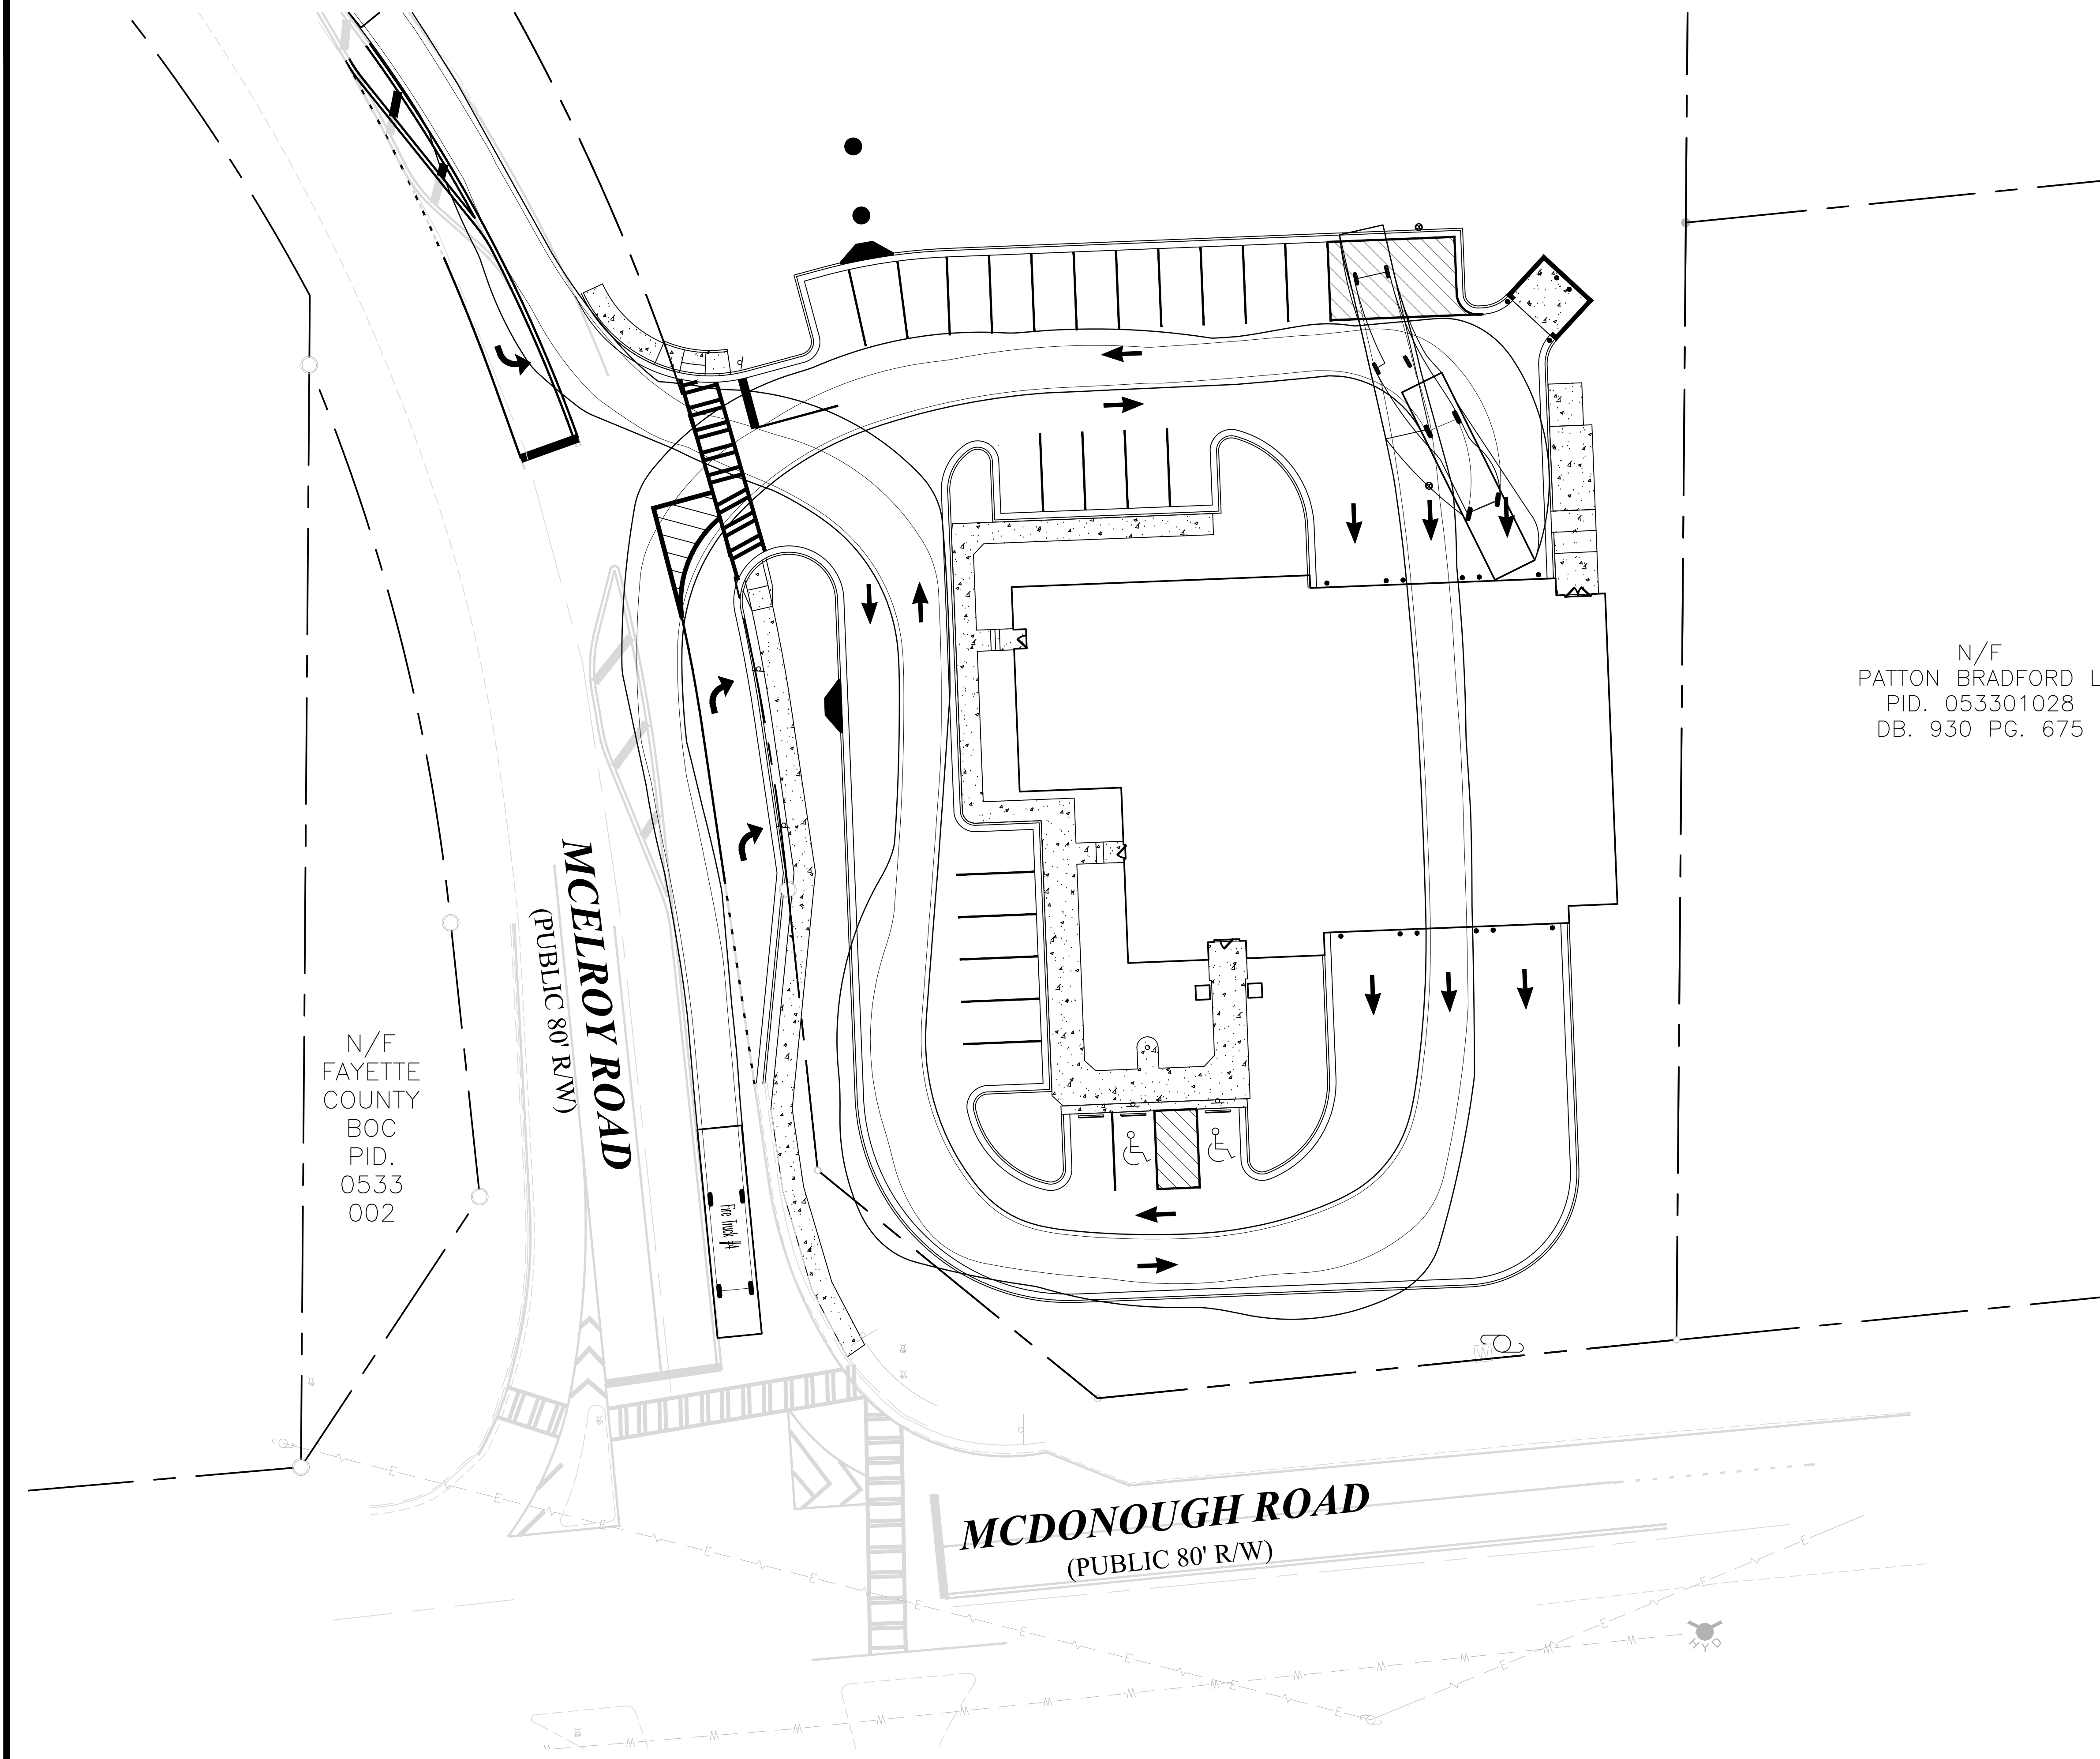 N/F
PATTON BRADFORD L
PID. 053301028
DB. 930 PG. 675
MCELROY ROAD
(PUBLIC 80' R/W)
N/F
FAYETTE
COUNTY
BOC
PID.
0533
002
Fire Truck #4
W
MCDONOUGH ROAD
(PUBLIC 80' R/W)
E E E E E E E E E E E E E
W W W W W W W W W W W W W W
HYD